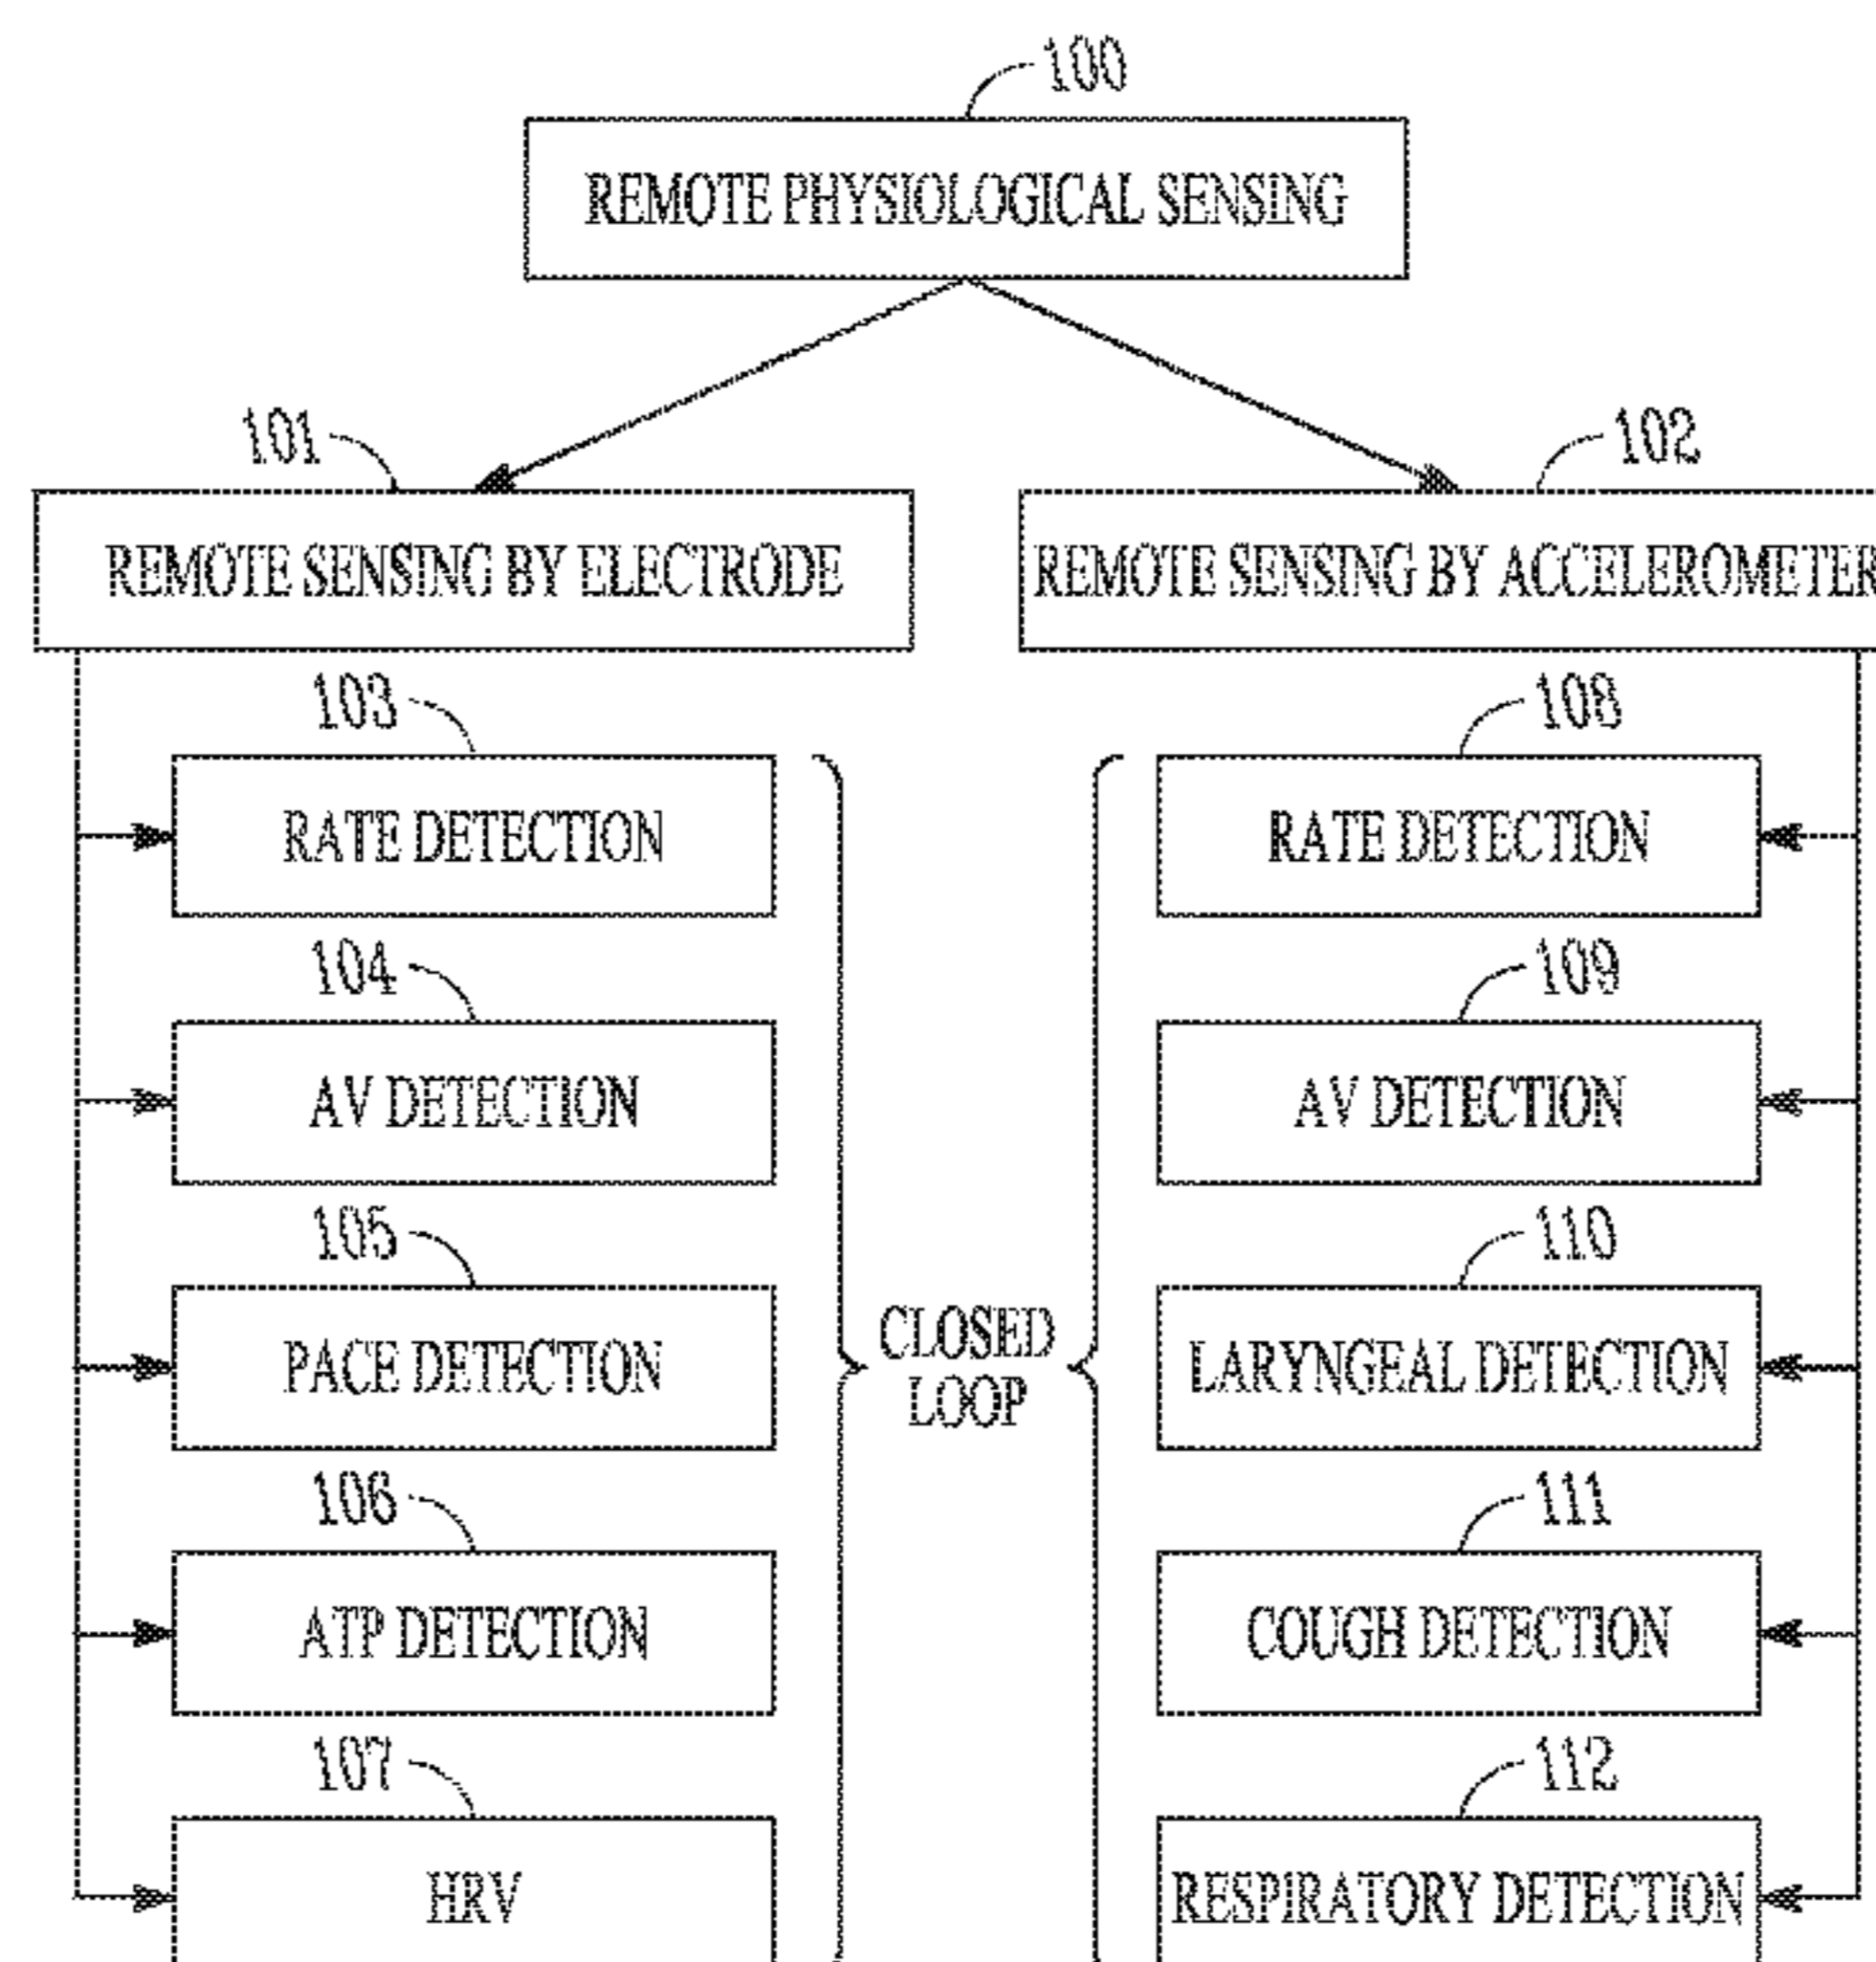 100
REMOTE PHYSIOLOGICAL SENSING
101
102
REMOTE SENSING BY ELECTRODE
REMOTE SENSING BY ACCELEROMETER
103
108
RATE DETECTION
RATE DETECTION
104
109
AV DETECTION
AV DETECTION
105
110
CLOSED
LOOP
PACE DETECTION
LARYNGEAL DETECTION
106
111
ATP DETECTION
COUGH DETECTION
107
112
HRV
RESPIRATORY DETECTION